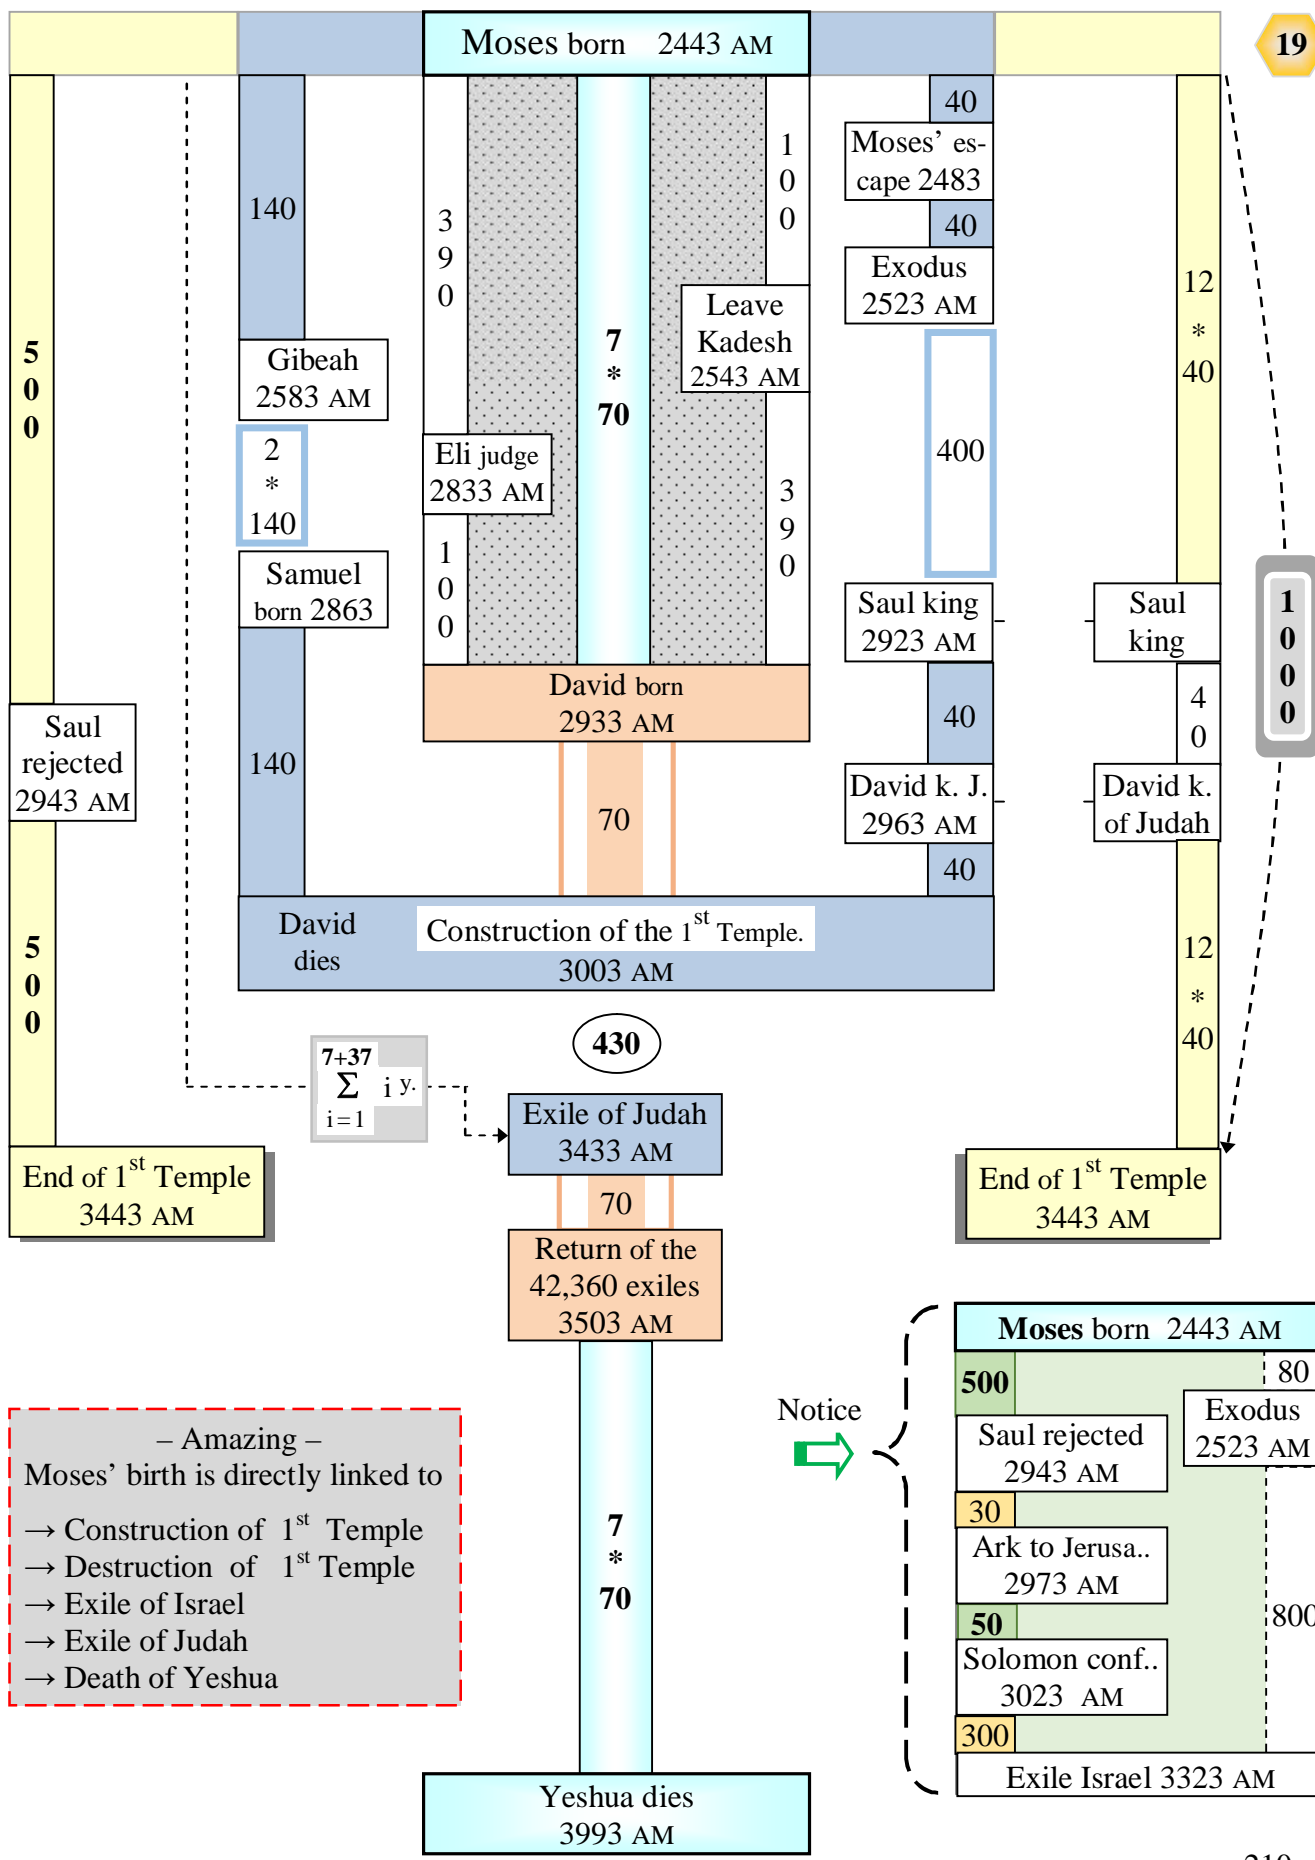 Moses born 2443 AM
19
500
Saul
rejected
2943 AM
500
End of 1st Temple
3443 AM
140
Gibeah
2583 AM
2
*
140
Samuel
born 2863
140
390
Eli judge
2833 AM
100
7
*
70
100
Leave
Kadesh
2543 AM
390
David born
2933 AM
70
40
Moses’ es-
cape 2483
40
Exodus
2523 AM
400
Saul king
2923 AM
40
David k. J.
2963 AM
40
12
*
40
Saul
king
40
David k.
of Judah
12
*
40
End of 1st Temple
3443 AM
1000
David
dies
Construction of the 1st Temple.
3003 AM
430
7+37
Σ i y.
i = 1
Exile of Judah
3433 AM
70
Return of the
42,360 exiles
3503 AM
7
*
70
Yeshua dies
3993 AM
– Amazing –
Moses’ birth is directly linked to
→ Construction of 1st Temple
→ Destruction of 1st Temple
→ Exile of Israel
→ Exile of Judah
→ Death of Yeshua
Notice
Moses born 2443 AM
500
80
Exodus
2523 AM
Saul rejected
2943 AM
30
Ark to Jerusa..
2973 AM
50
800
Solomon conf..
3023 AM
300
Exile Israel 3323 AM